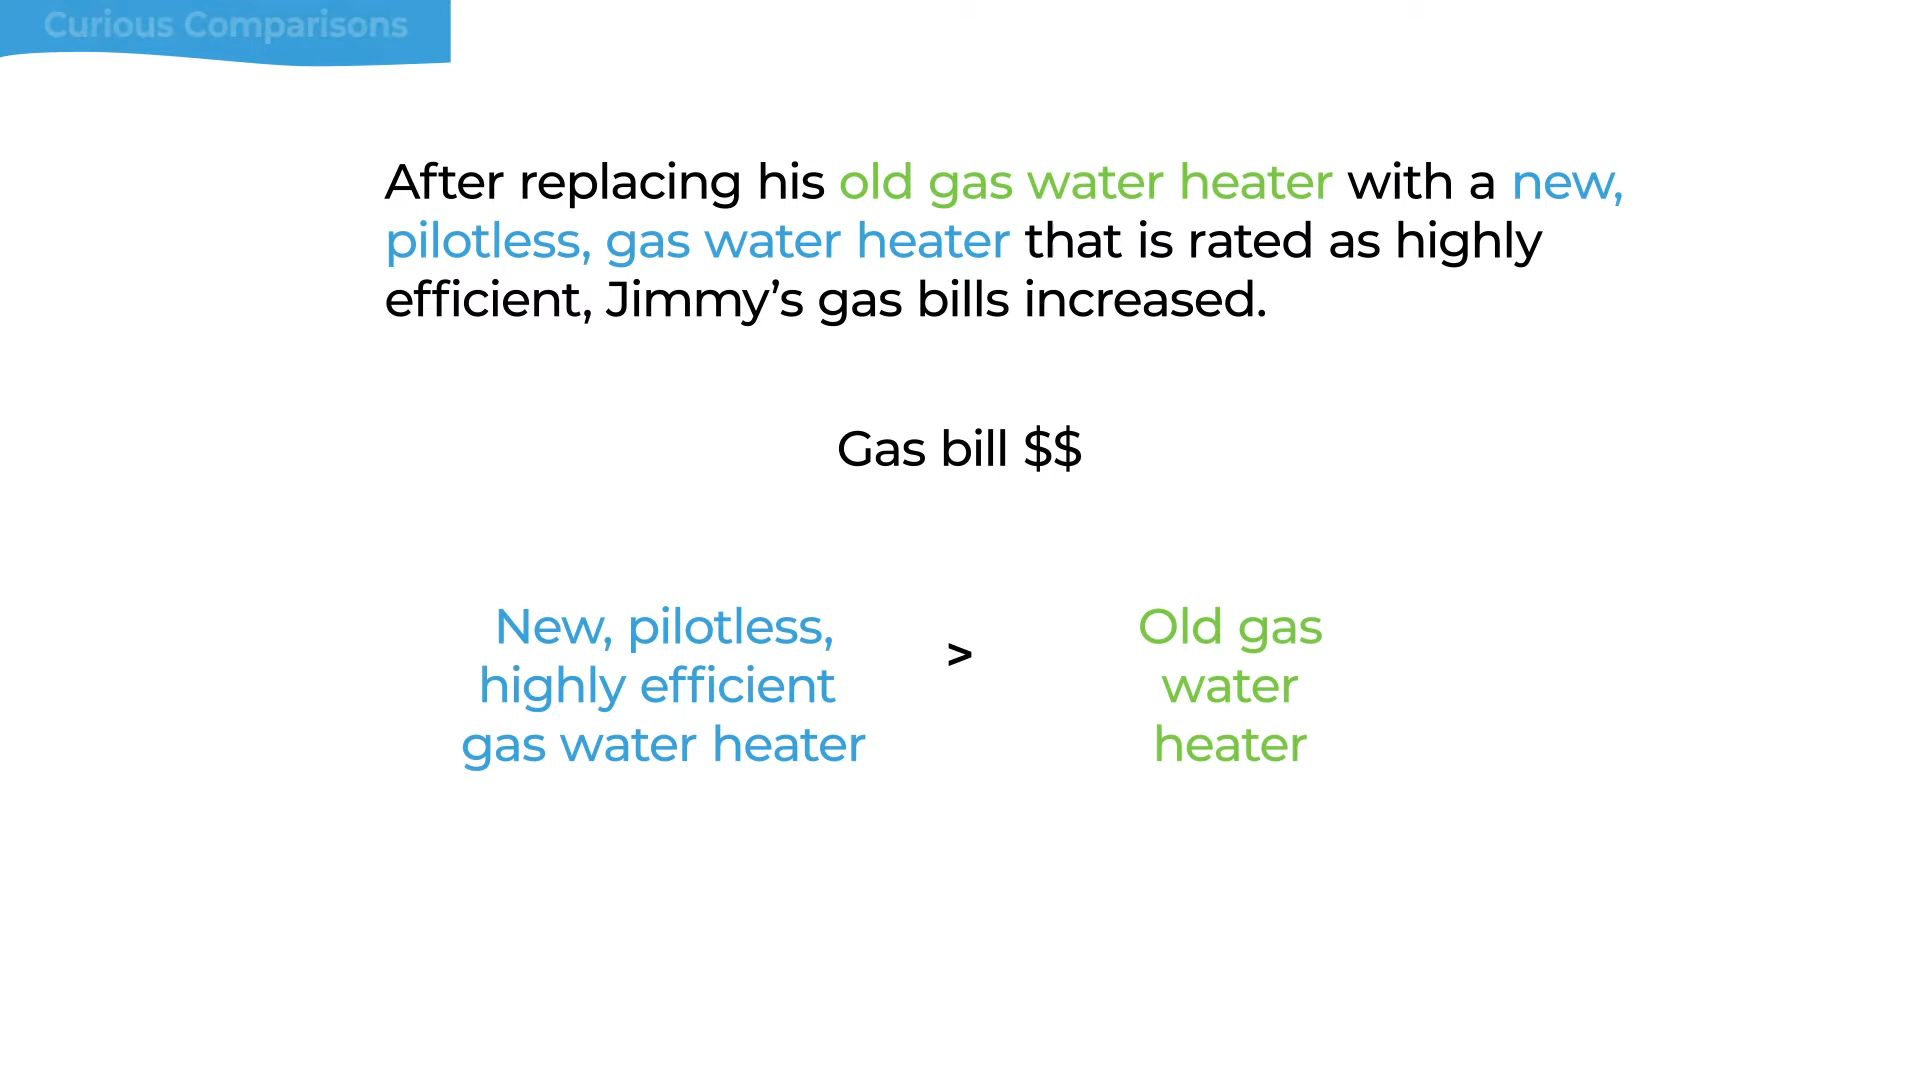 Curious Comparisons
After replacing his old gas water heater with a new,
pilotless, gas water heater that is rated as highly
efficient, Jimmy’s gas bills increased.
Gas bill $$
New, pilotless,
highly efficient
gas water heater
>
Old gas
water
heater